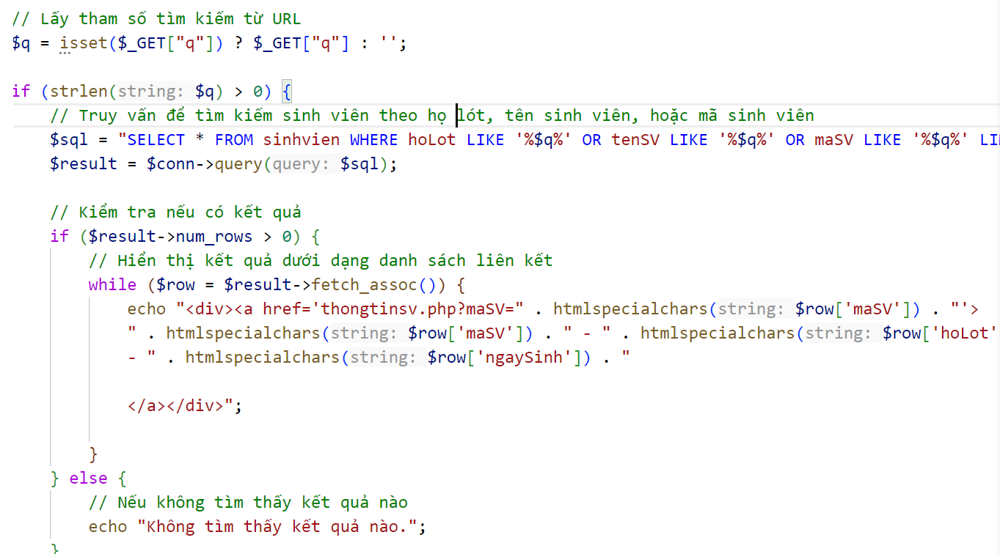 // Lấy tham số tìm kiếm từ URL
$q = isset($_GET["q"]) ? $_GET["q"] : '';
if (strlen(string: $q) > 0) {
// Truy vấn để tìm kiếm sinh viên theo họ lót, tên sinh viên, hoặc mã sinh viên
$sql = "SELECT * FROM sinhvien WHERE hoLot LIKE '%$q%' OR tenSV LIKE '%$q%' OR maSV LIKE '%$q%'
$result = $conn->query(query: $sql);
// Kiểm tra nếu có kết quả
if ($result->num_rows > 0) {
// Hiển thị kết quả dưới dạng danh sách liên kết
while ($row = $result->fetch_assoc()) {
echo "<div><a href='thongtinsv.php?maSV=" . htmlspecialchars(string: $row['maSV']) . "'>
" . htmlspecialchars(string: $row['maSV']) . " - " . htmlspecialchars(string: $row['hoLot'
- " . htmlspecialchars(string: $row['ngaySinh']) . "
</a></div>";
}
} else {
// Nếu không tìm thấy kết quả nào
echo "Không tìm thấy kết quả nào.";
}